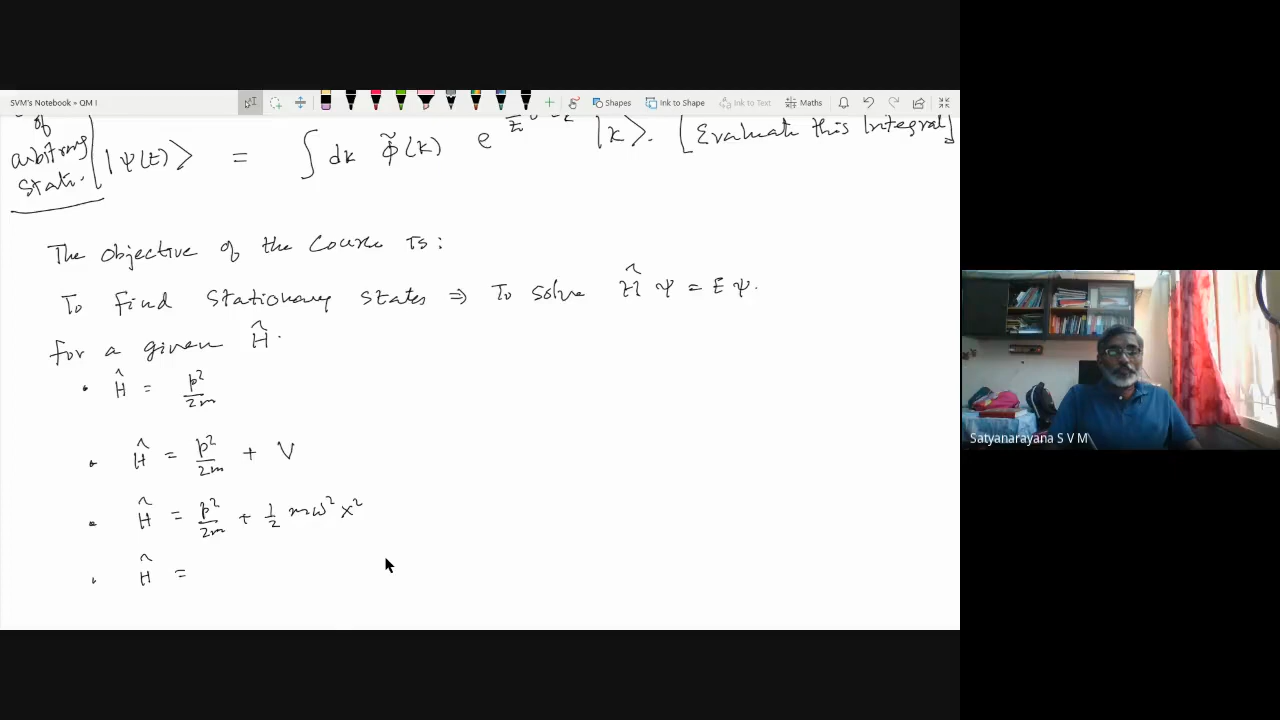 SVM's Notebook » QM I
Shapes Ink to Shape Ink to Text Maths
of
arbitrary
state.
|Ψ(t)⟩ = ∫ dk Φ̃(k) e |k⟩. [Evaluate this Integral]
The objective of the Course is:
To find stationary states ⇒ To solve Ĥ Ψ = E Ψ.
for a given Ĥ.
• Ĥ = p²/2m
• Ĥ = p²/2m + V
• Ĥ = p²/2m + 1/2 mω² x²
• Ĥ =
Satyanarayana S V M